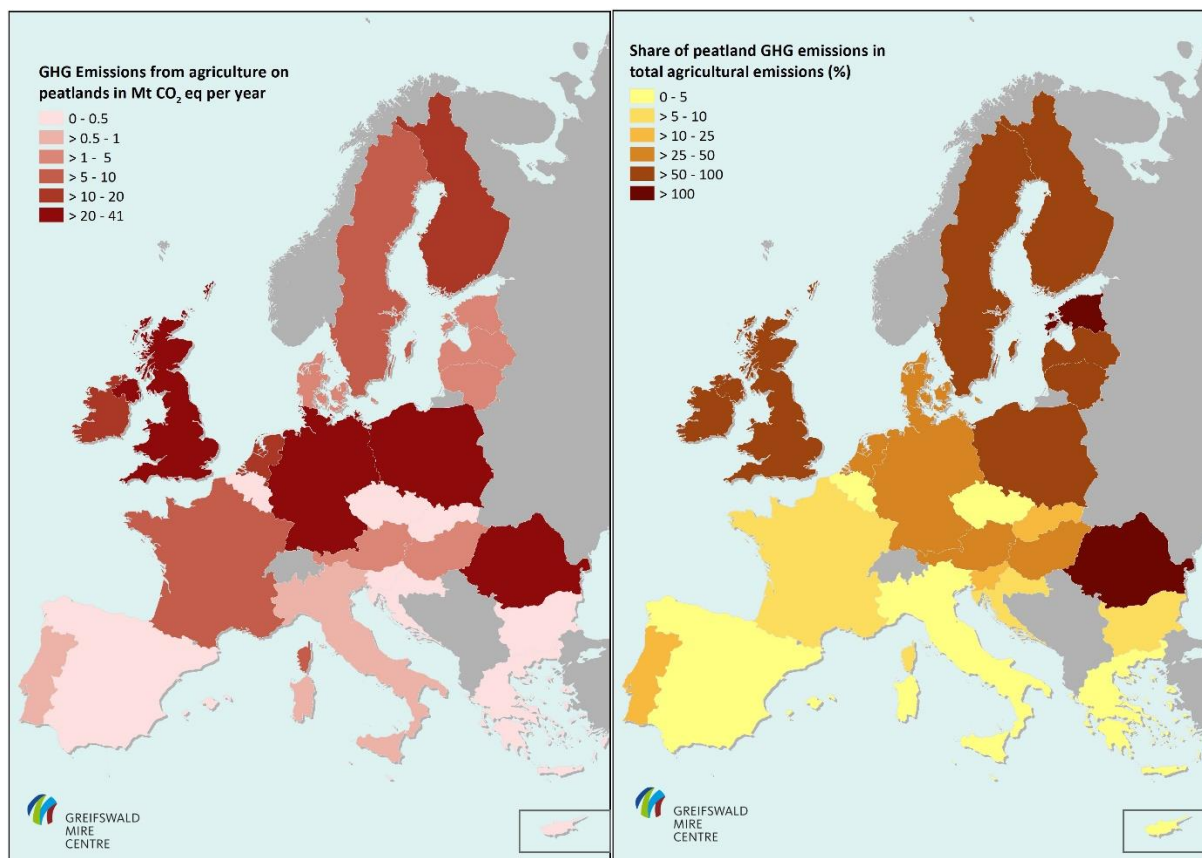 GHG Emissions from agriculture on
peatlands in Mt CO₂ eq per year
0 - 0.5
> 0.5 - 1
> 1 - 5
> 5 - 10
> 10 - 20
> 20 - 41
GREIFSWALD
MIRE
CENTRE
Share of peatland GHG emissions in
total agricultural emissions (%)
0 - 5
> 5 - 10
> 10 - 25
> 25 - 50
> 50 - 100
> 100
GREIFSWALD
MIRE
CENTRE